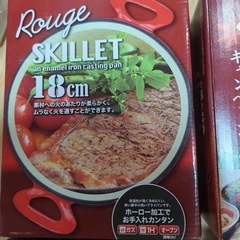 Rouge
SKILLET
an enamel iron casting pan
18cm
素材への火のあたりが柔らかく、
ムラなく火を通すことができます。
ホーロー加工で
お手入れカンタン
ガス IH オーブン